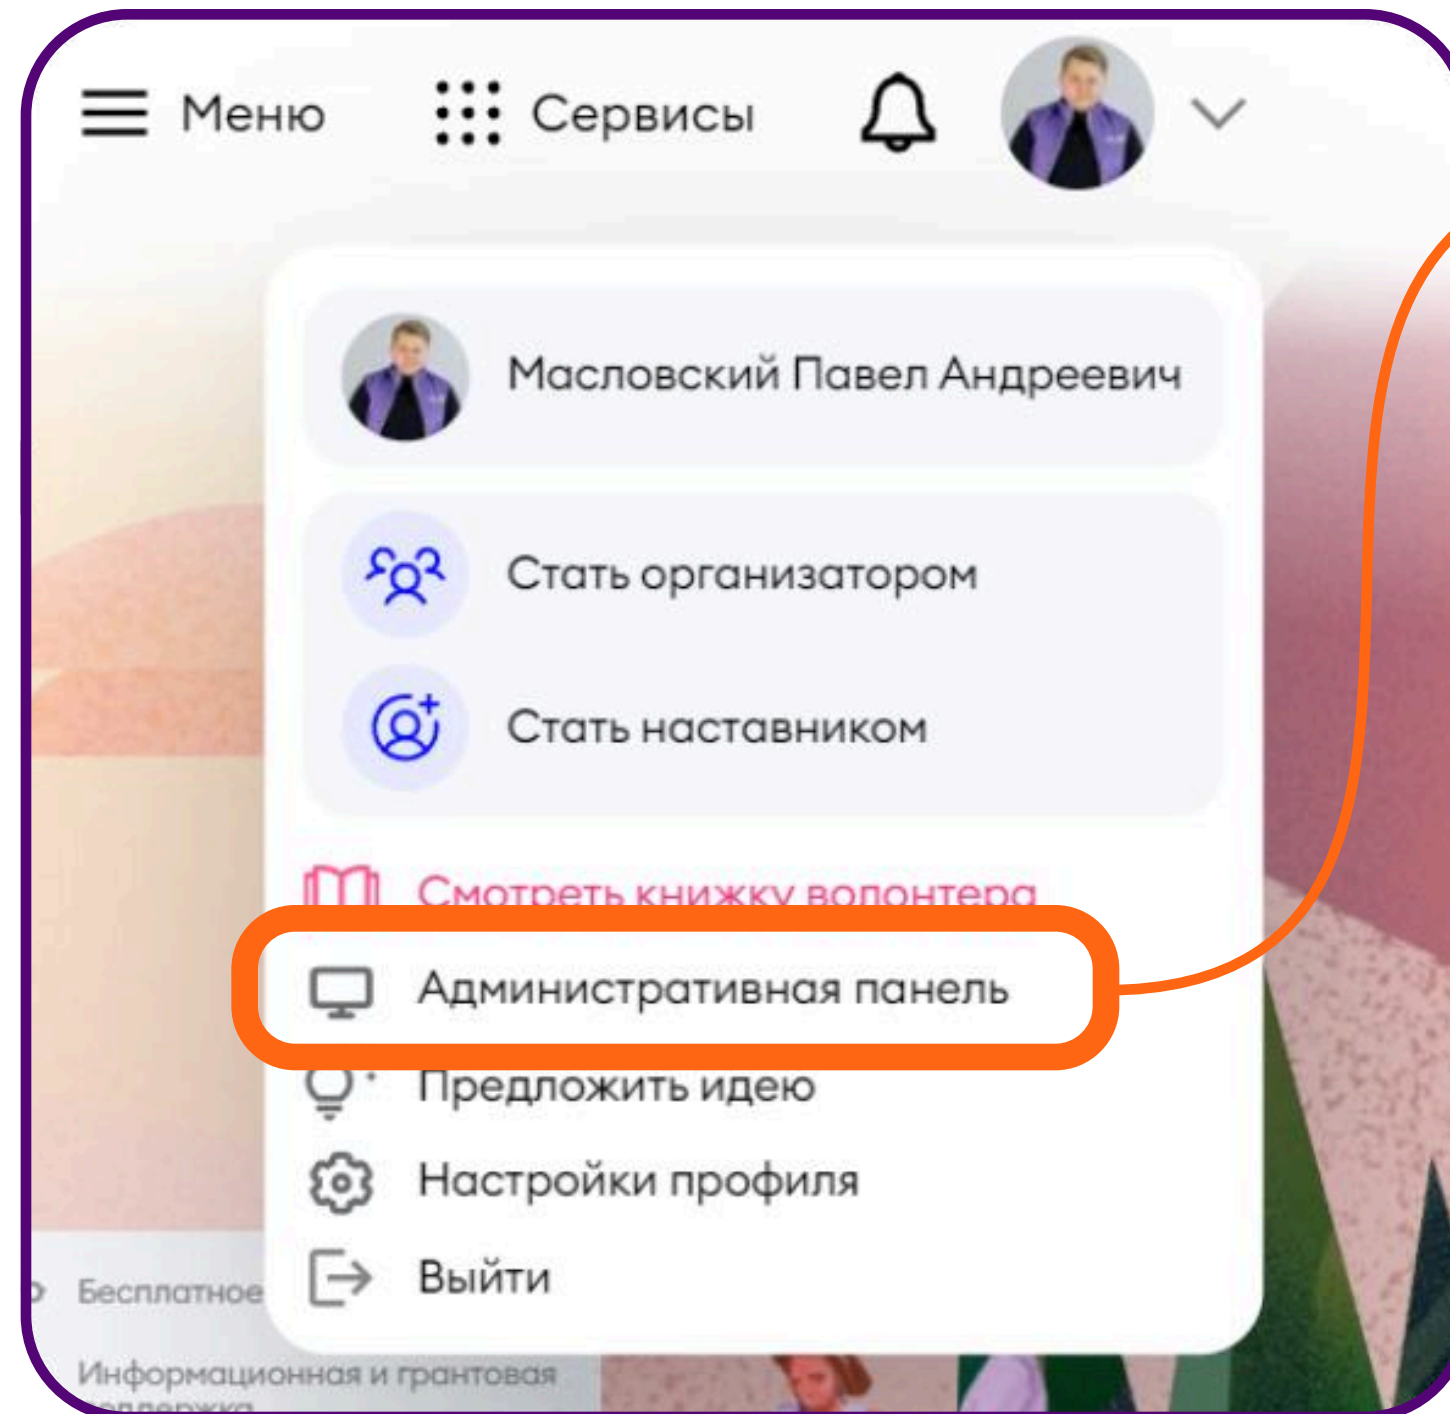 Меню
Сервисы
Масловский Павел Андреевич
Стать организатором
Стать наставником
Смотреть книжку волонтера
Административная панель
Предложить идею
Настройки профиля
Выйти
Бесплатное
Информационная и грантовая
поддержка